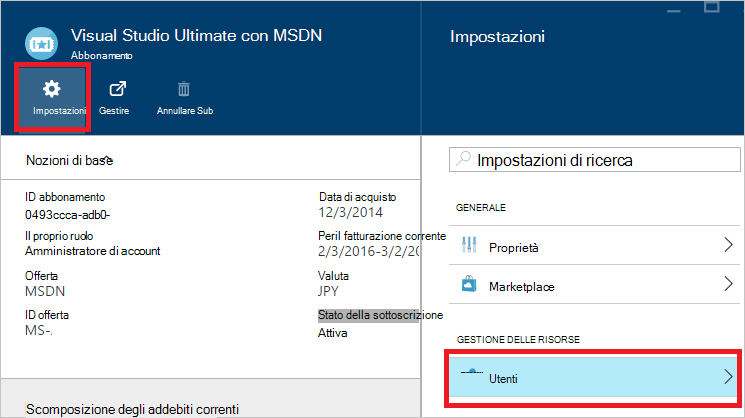 Visual Studio Ultimate con MSDN
Abbonamento
Impostazioni
Gestire
Annullare Sub
Nozioni di base
ID abbonamento
0493ccca-adb0-
Data di acquisto
12/3/2014
Il proprio ruolo
Amministratore di account
Peril fatturazione corrente
2/3/2016-3/2/20
Offerta
MSDN
Valuta
JPY
ID offerta
MS-.
Stato della sottoscrizione
Attiva
Scomposizione degli addebiti correnti
Impostazioni
Impostazioni di ricerca
GENERALE
Proprietà
Marketplace
GESTIONE DELLE RISORSE
Utenti